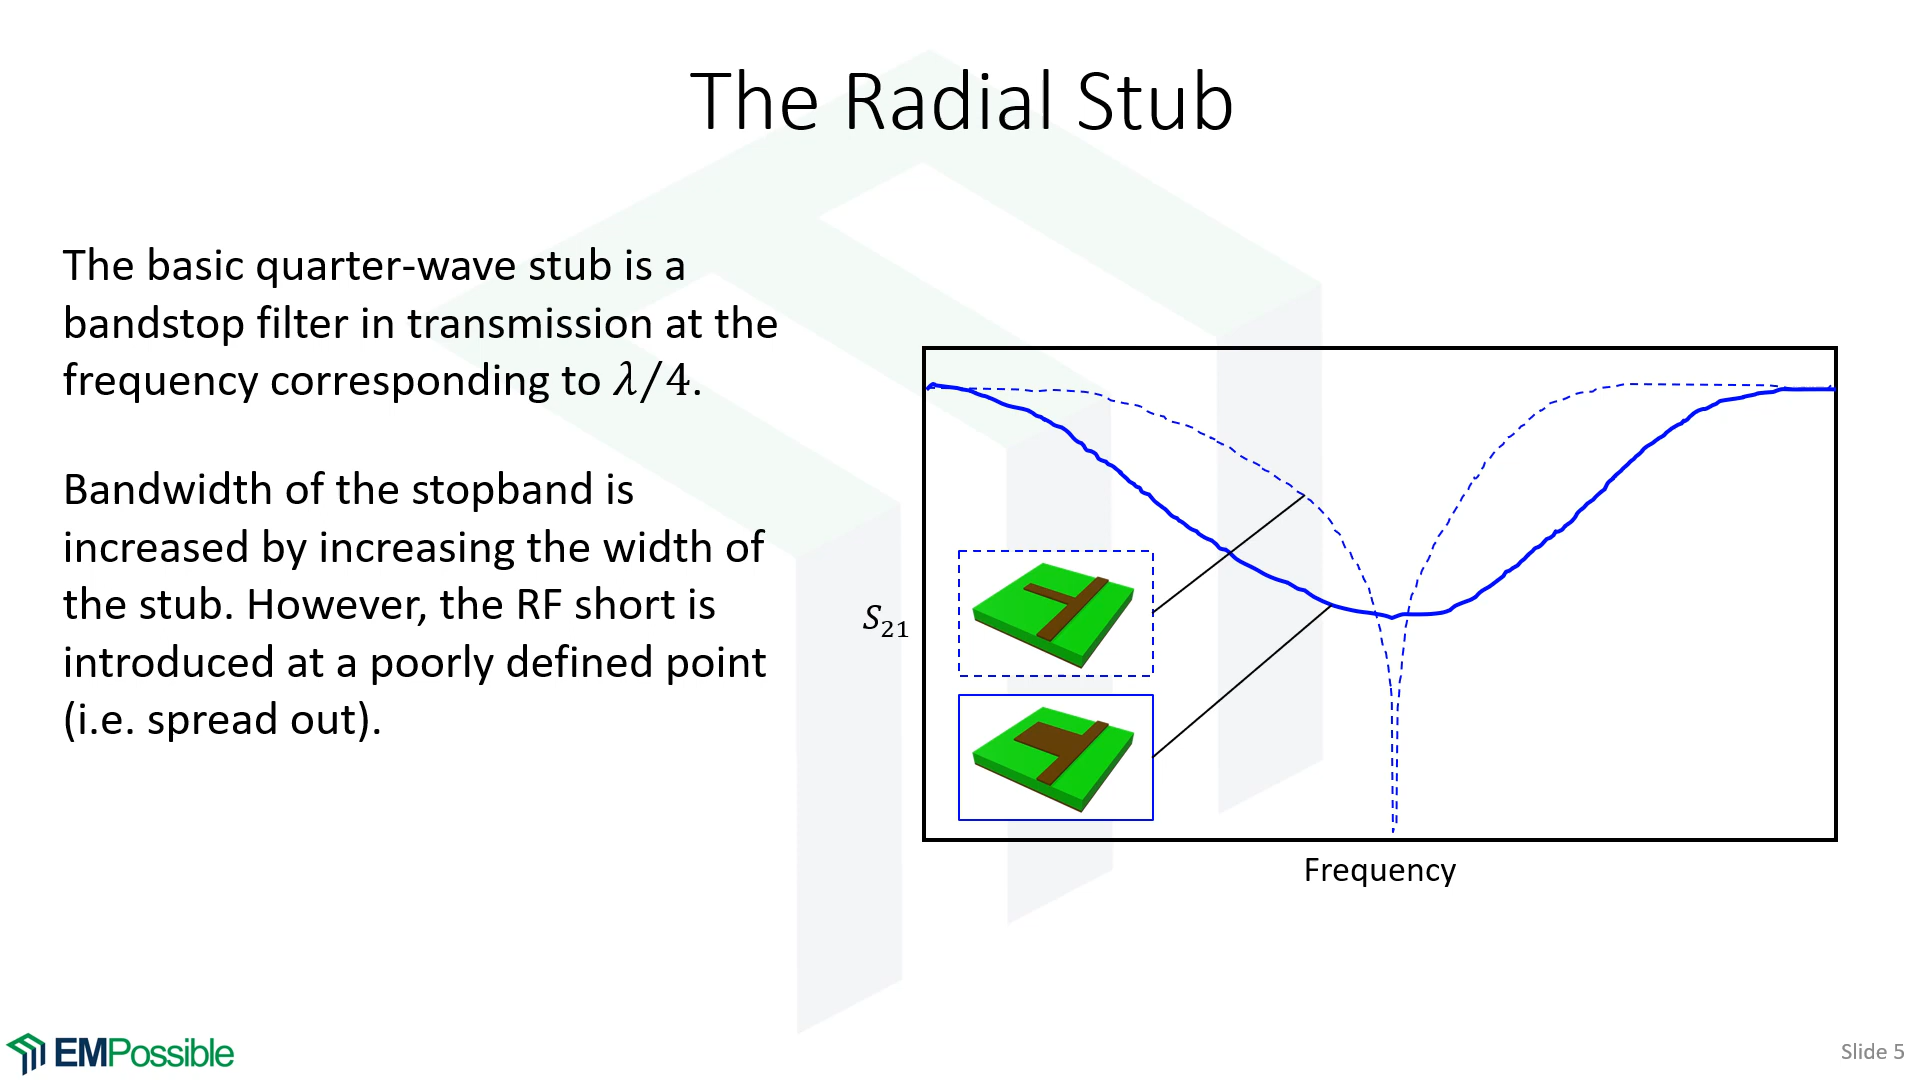 The Radial Stub
The basic quarter-wave stub is a
bandstop filter in transmission at the
frequency corresponding to 𝜆/4.
Bandwidth of the stopband is
increased by increasing the width of
the stub. However, the RF short is
introduced at a poorly defined point
(i.e. spread out).
S₂₁
Frequency
EMPossible
Slide 5